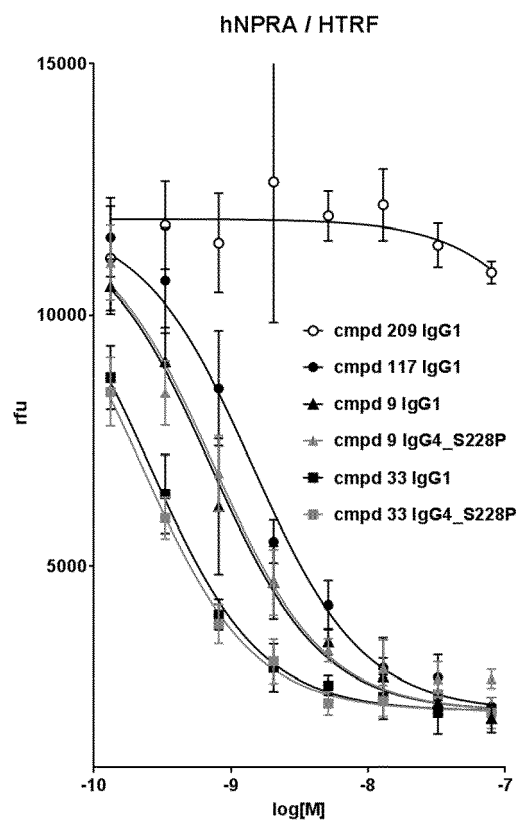 hNPRA / HTRF
15000
10000
5000
rfu
cmpd 209 IgG1
cmpd 117 IgG1
cmpd 9 IgG1
cmpd 9 IgG4_S228P
cmpd 33 IgG1
cmpd 33 IgG4_S228P
-10
-9
-8
-7
log[M]